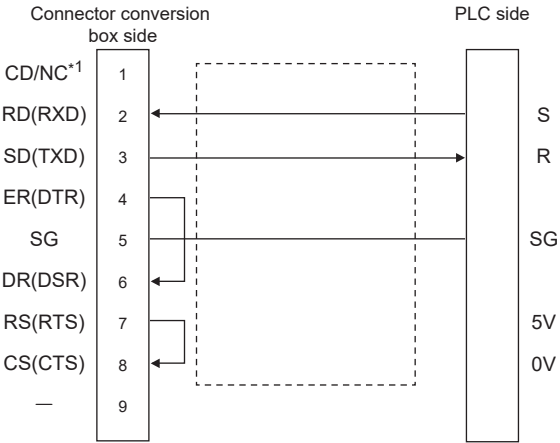 Connector conversion
box side
PLC side
CD/NC*1 1
RD(RXD) 2 S
SD(TXD) 3 R
ER(DTR) 4
SG 5 SG
DR(DSR) 6
RS(RTS) 7 5V
CS(CTS) 8 0V
— 9